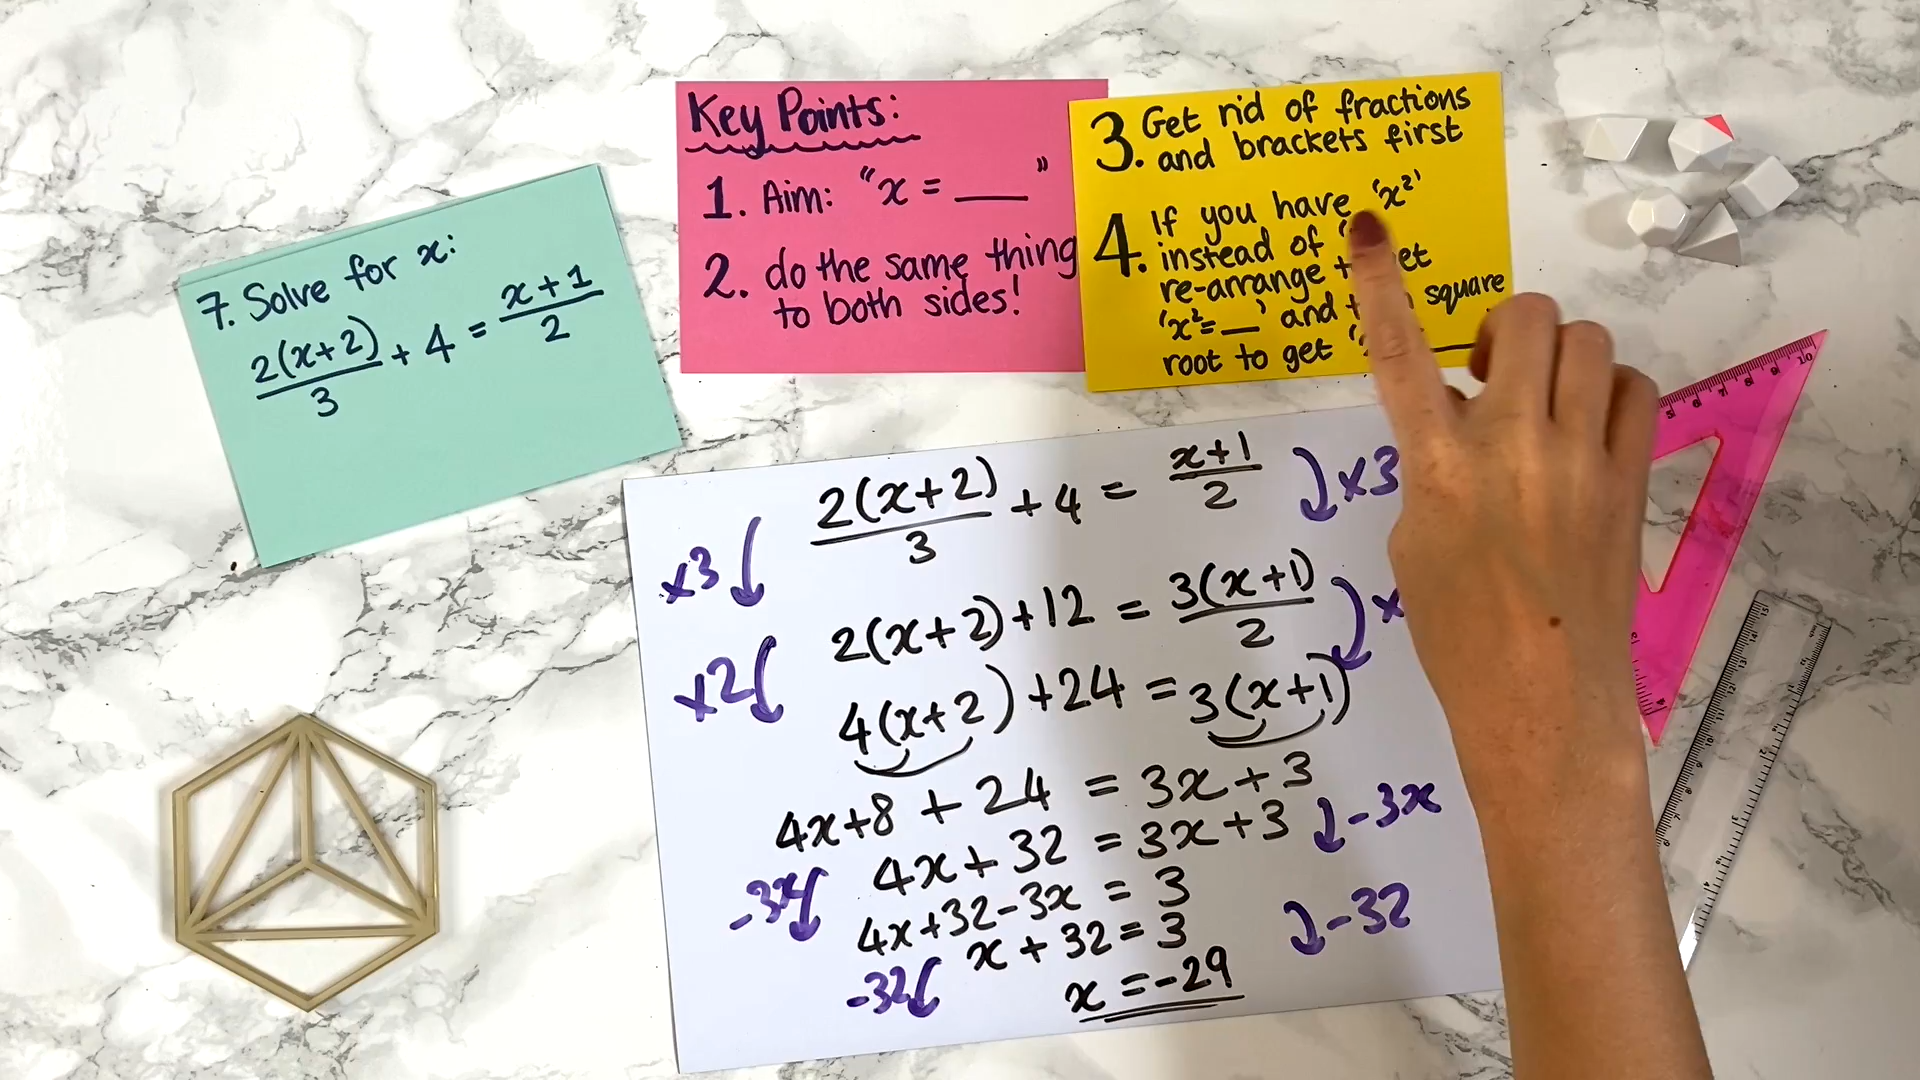 7. Solve for x:
2(x+2)/3 + 4 = x+1/2
Key Points:
1. Aim: "x = ___"
2. do the same thing
to both sides!
3. Get rid of fractions
and brackets first
4. If you have 'x²'
instead of
re-arrange
'x²=__' and square
root to get
2(x+2)/3 + 4 = x+1/2
×3
×3
2(x+2)+12 = 3(x+1)/2
×2
4(x+2)+24 = 3(x+1)
4x+8+24 = 3x+3
4x+32 = 3x+3
-3x
-3x
4x+32-3x = 3
x+32=3
-32
-32
x=-29